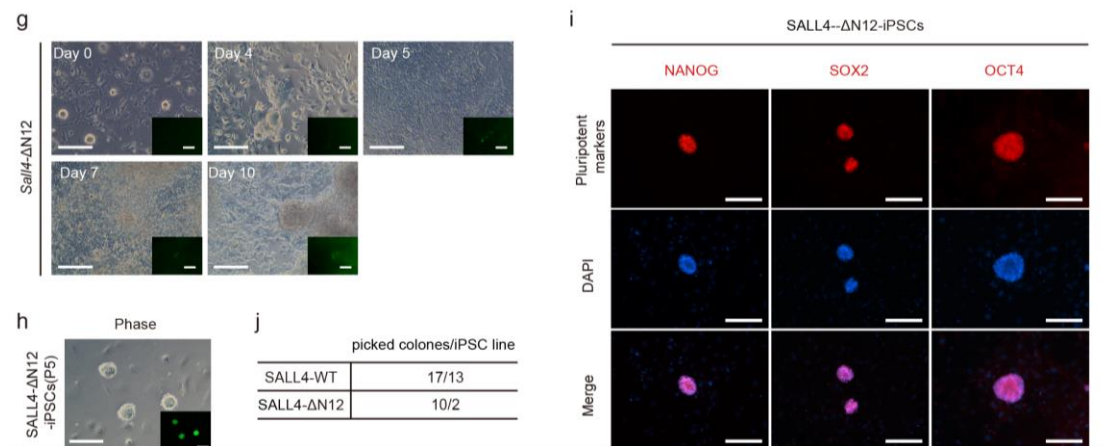 g
Sall4-ΔN12
Day 0
Day 4
Day 5
Day 7
Day 10
h
Phase
SALL4-ΔN12
-iPSCs(P5)
j
picked colones/iPSC line
SALL4-WT 17/13
SALL4-ΔN12 10/2
i
SALL4--ΔN12-iPSCs
NANOG SOX2 OCT4
Pluripotent
markers
DAPI
Merge